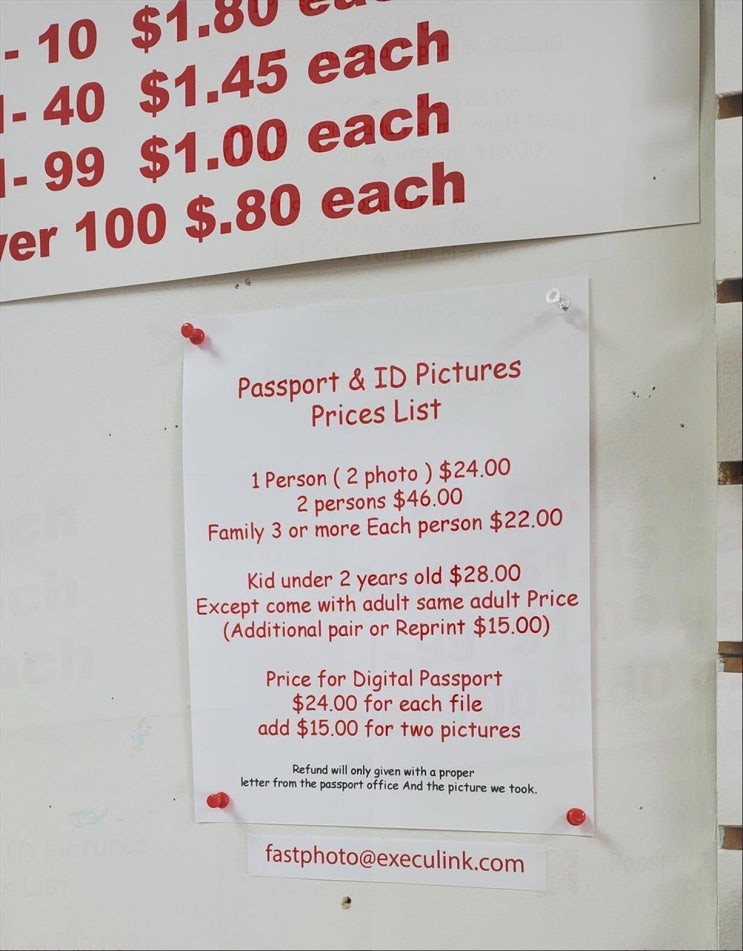 - 10 $1.80
- 40 $1.45 each
- 99 $1.00 each
er 100 $.80 each
Passport & ID Pictures
Prices List
1 Person ( 2 photo ) $24.00
2 persons $46.00
Family 3 or more Each person $22.00
Kid under 2 years old $28.00
Except come with adult same adult Price
(Additional pair or Reprint $15.00)
Price for Digital Passport
$24.00 for each file
add $15.00 for two pictures
Refund will only given with a proper
letter from the passport office And the picture we took.
fastphoto@execulink.com